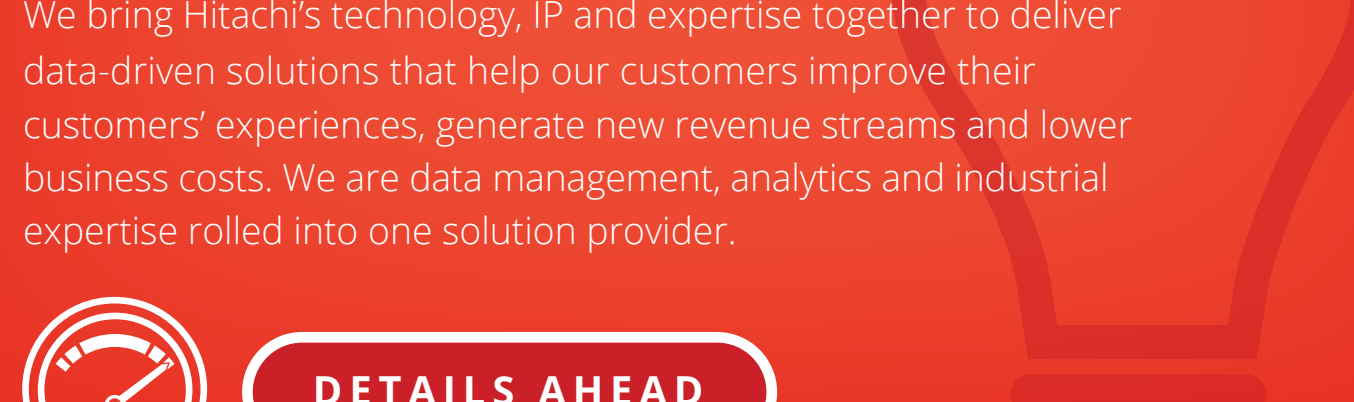 We bring Hitachi’s technology, IP and expertise together to deliver
data-driven solutions that help our customers improve their
customers’ experiences, generate new revenue streams and lower
business costs. We are data management, analytics and industrial
expertise rolled into one solution provider.
DETAILS AHEAD